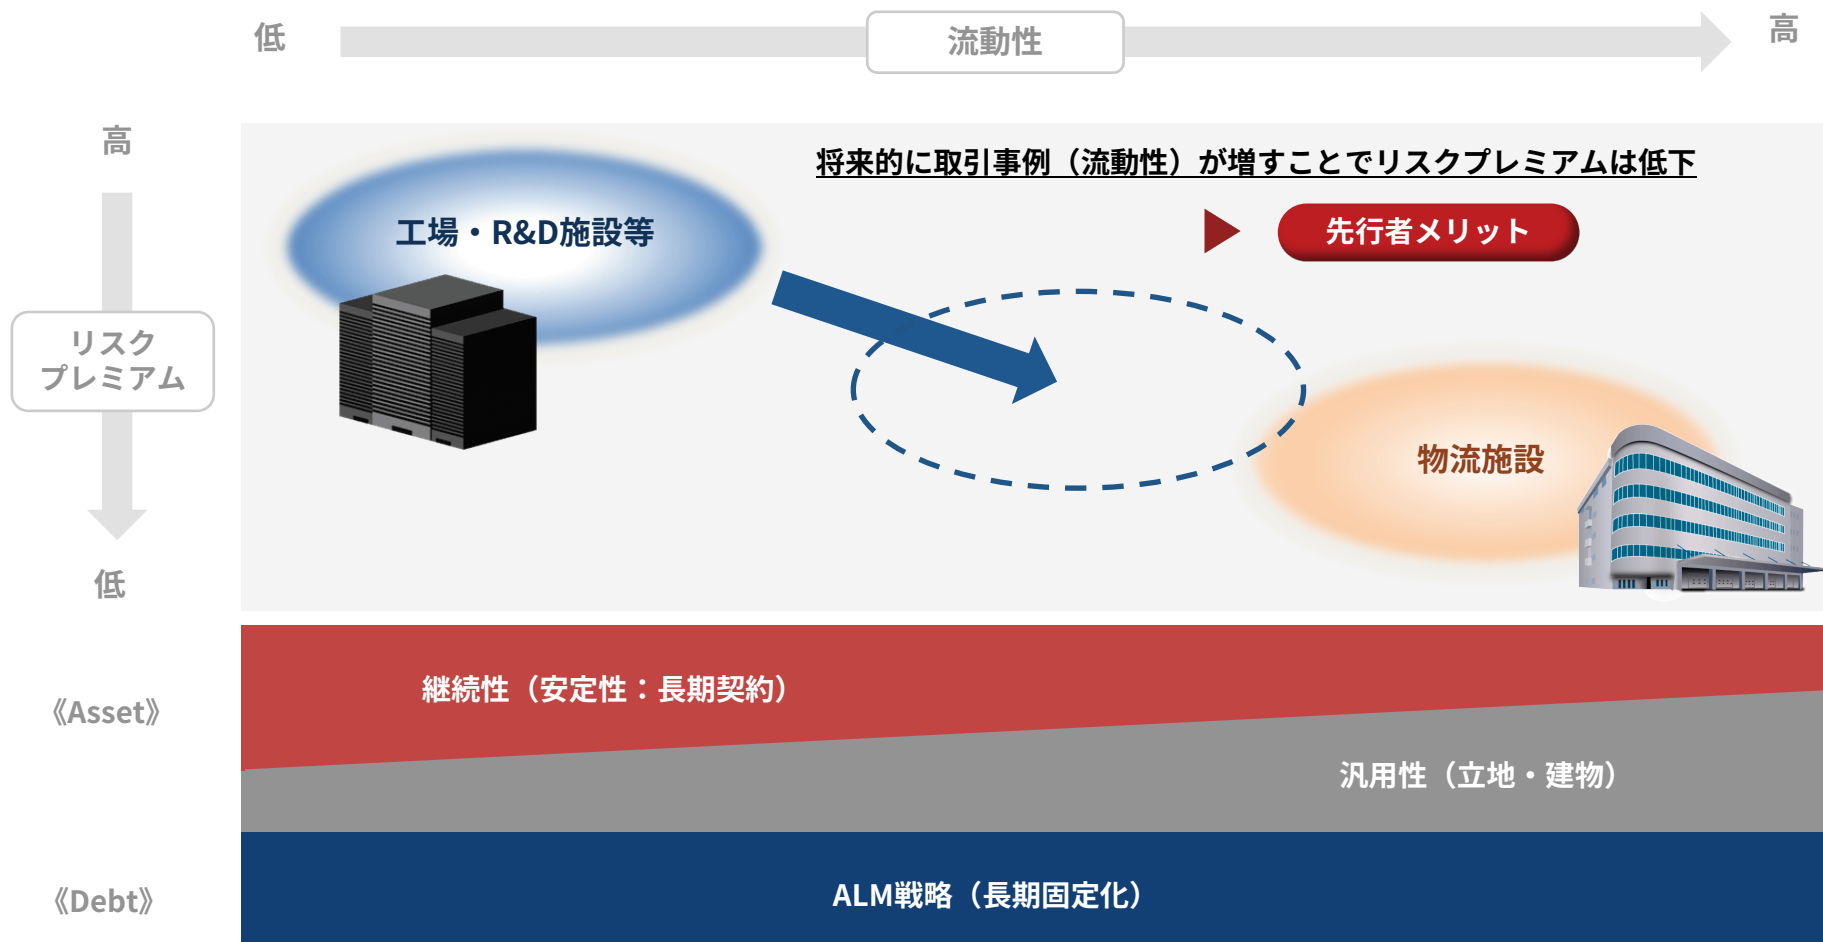 低
流動性
高
高
将来的に取引事例（流動性）が増すことでリスクプレミアムは低下
工場・R&D施設等
先行者メリット
リスク
プレミアム
物流施設
低
継続性（安定性：長期契約）
《Asset》
汎用性（立地・建物）
《Debt》
ALM戦略（長期固定化）